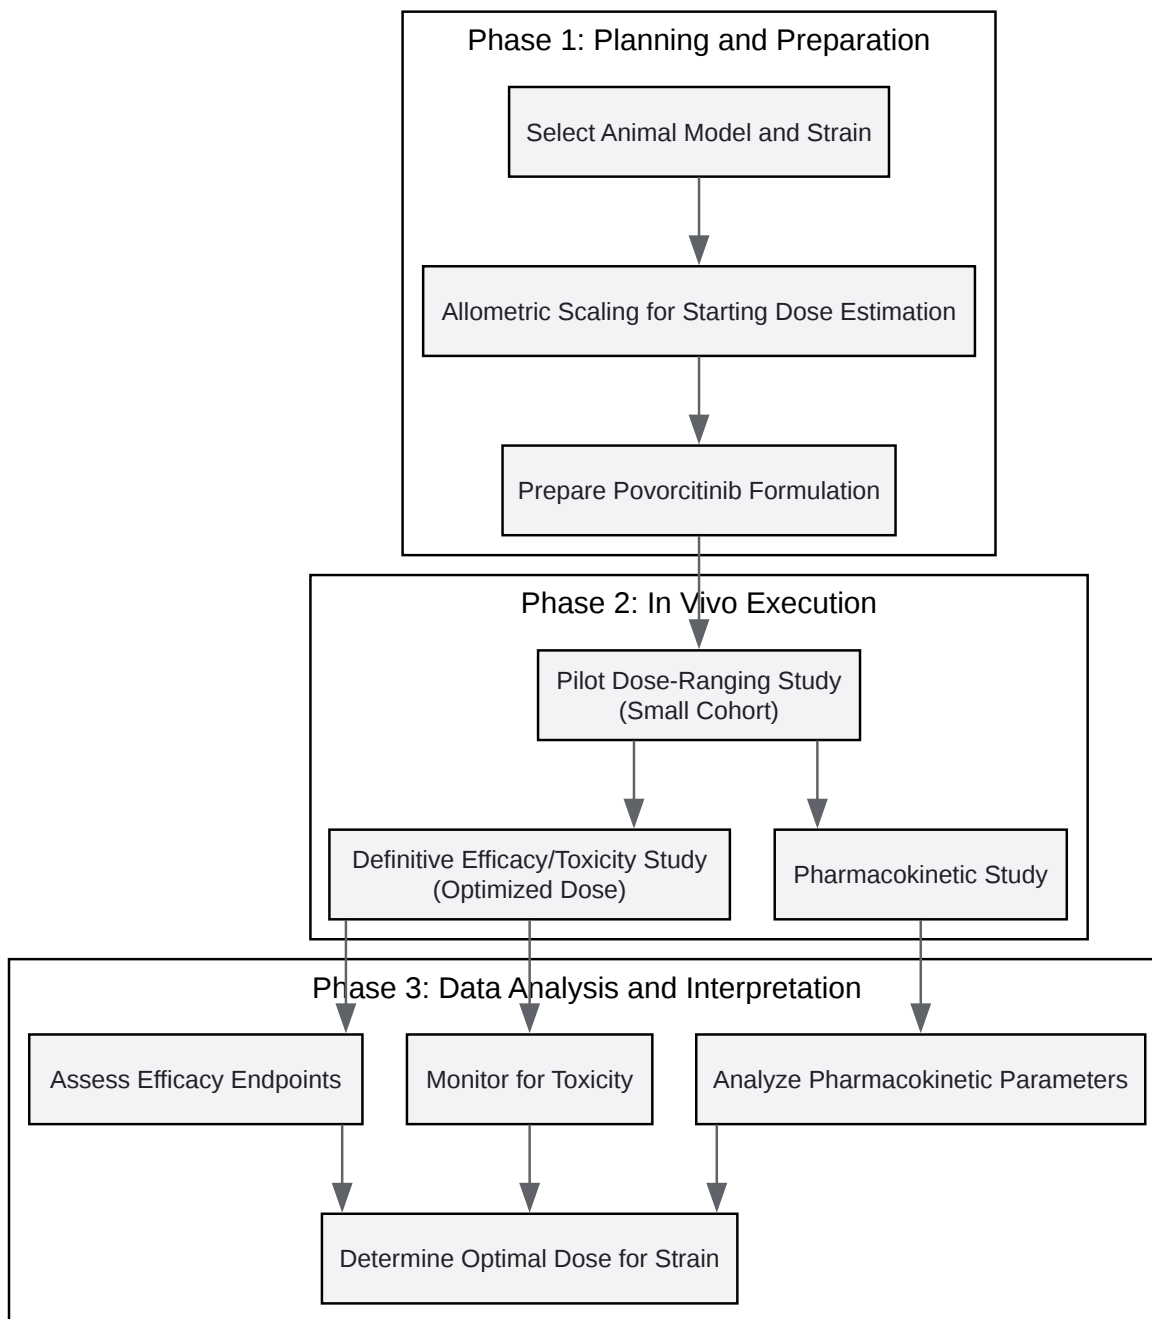 Phase 1: Planning and Preparation
Select Animal Model and Strain
Allometric Scaling for Starting Dose Estimation
Prepare Povorcitinib Formulation
Phase 2: In Vivo Execution
Pilot Dose-Ranging Study
(Small Cohort)
Definitive Efficacy/Toxicity Study
(Optimized Dose)
Pharmacokinetic Study
Phase 3: Data Analysis and Interpretation
Assess Efficacy Endpoints
Monitor for Toxicity
Analyze Pharmacokinetic Parameters
Determine Optimal Dose for Strain